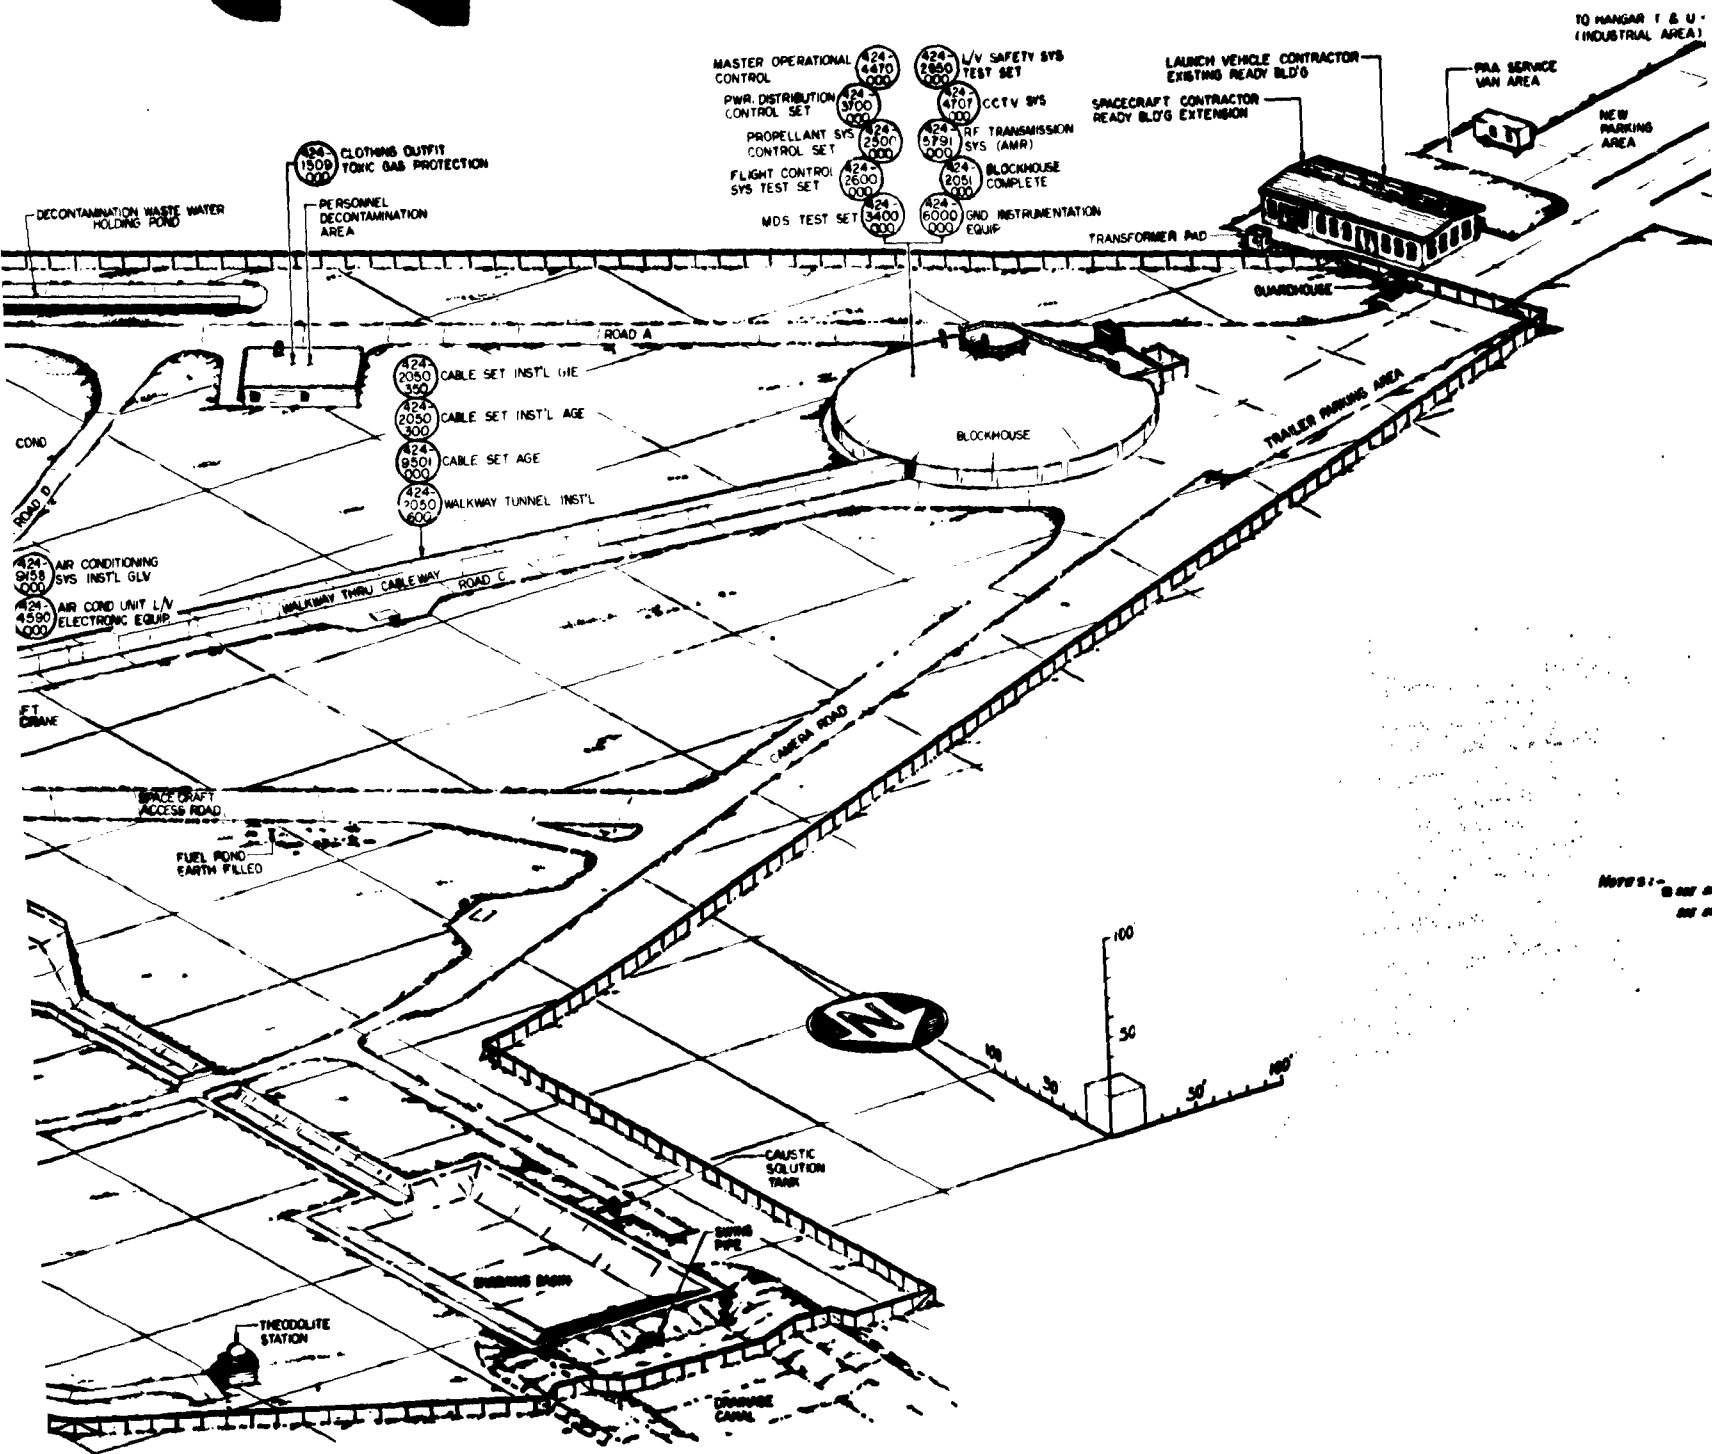 TO HANGAR T & U
(INDUSTRIAL AREA)
MASTER OPERATIONAL
CONTROL
424-
4470
000
424-
2850
000
L/V SAFETY SYS
TEST SET
LAUNCH VEHICLE CONTRACTOR
EXISTING READY BLD'G
PAA SERVICE
VAN AREA
PWR. DISTRIBUTION
CONTROL SET
424-
3700
000
424-
4707
000
CCTV SYS
SPACECRAFT CONTRACTOR
READY BLD'G EXTENSION
NEW
PARKING
AREA
PROPELLANT SYS
CONTROL SET
424-
2500
000
424-
5791
000
RF TRANSMISSION
SYS (AMR)
424-
1509
000
CLOTHING OUTFIT
TOXIC GAS PROTECTION
FLIGHT CONTROL
SYS TEST SET
424-
2600
000
424-
2051
000
BLOCKHOUSE
COMPLETE
DECONTAMINATION WASTE WATER
HOLDING POND
PERSONNEL
DECONTAMINATION
AREA
MDS TEST SET
424-
3400
000
424-
6000
000
GND INSTRUMENTATION
EQUIP
TRANSFORMER PAD
GUARDHOUSE
ROAD A
424-
2050
350
CABLE SET INST'L
424-
2050
300
CABLE SET INST'L AGE
TRAILER PARKING AREA
COND
BLOCKHOUSE
424-
9501
000
CABLE SET AGE
ROAD D
424-
2050
600
WALKWAY TUNNEL INST'L
424-
9158
000
AIR CONDITIONING
SYS INST'L GLV
WALKWAY THRU CABLEWAY
ROAD C
424-
4590
000
AIR COND UNIT L/V
ELECTRONIC EQUIP.
FT
CRANE
CAMERA ROAD
SPACECRAFT
ACCESS ROAD
FUEL POND
EARTH FILLED
NOTES:-
100'
N
50
100
50
50'
100'
CAUSTIC
SOLUTION
TANK
SWING
PIPE
SKIMMING BASIN
THEODOLITE
STATION
DRAINAGE
CANAL